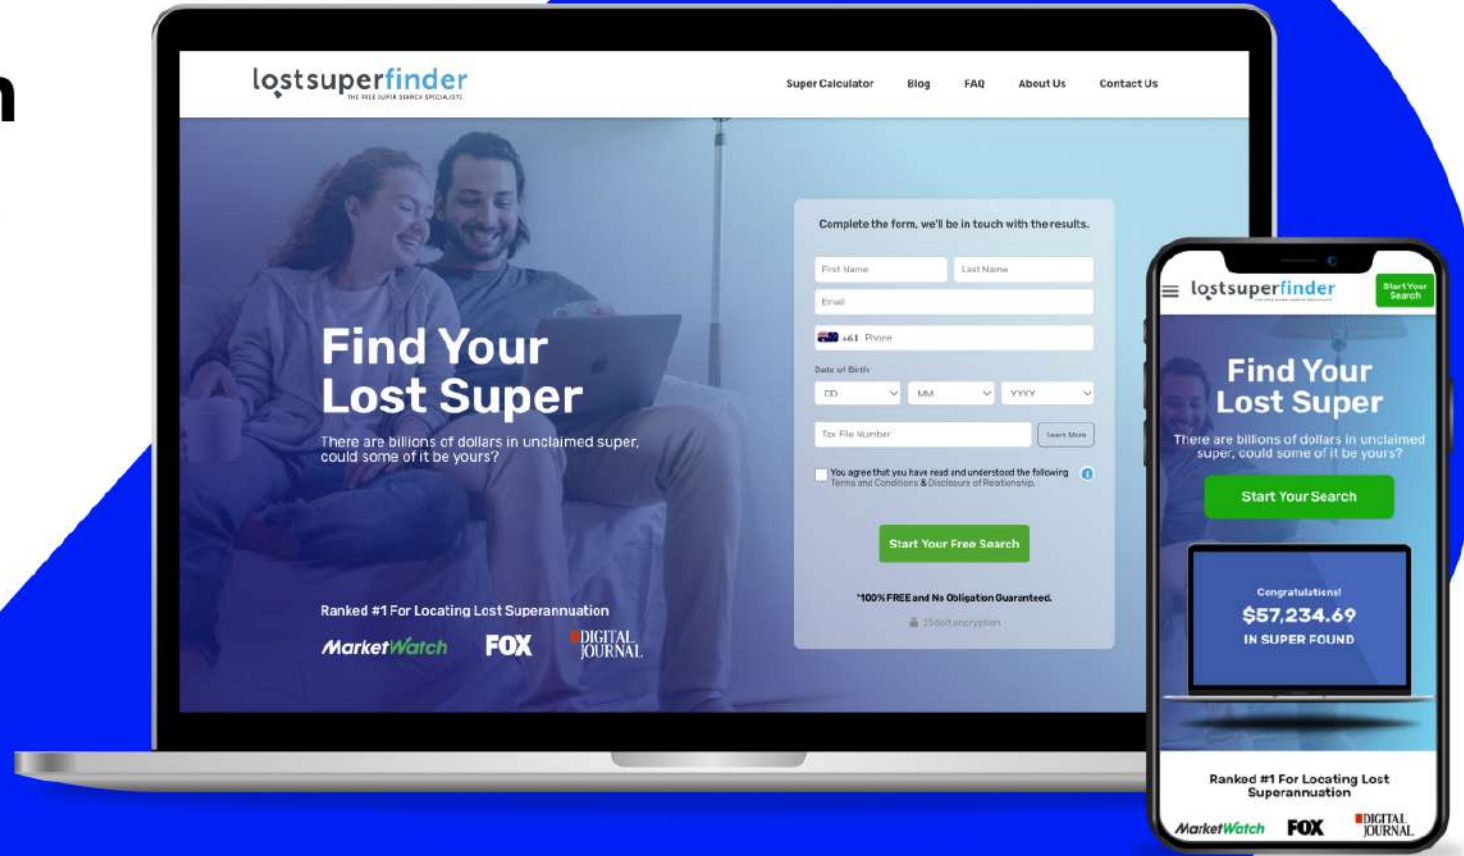 n
lostsuperfinder
THE FREE SUPER SEARCH SPECIALISTS
Super Calculator Blog FAQ About Us Contact Us
Find Your
Lost Super
There are billions of dollars in unclaimed super,
could some of it be yours?
Ranked #1 For Locating Lost Superannuation
MarketWatch FOX DIGITAL
JOURNAL
Complete the form, we'll be in touch with the results.
First Name Last Name
Email
+61 Phone
Date of Birth
DD MM YYYY
Tax File Number Learn More
You agree that you have read and understood the following
Terms and Conditions & Disclosure of Relationship.
Start Your Free Search
*100% FREE and No Obligation Guaranteed.
256bit encryption
lostsuperfinder
Start Your
Search
Find Your
Lost Super
There are billions of dollars in unclaimed
super, could some of it be yours?
Start Your Search
Congratulations!
$57,234.69
IN SUPER FOUND
Ranked #1 For Locating Lost
Superannuation
MarketWatch FOX DIGITAL
JOURNAL